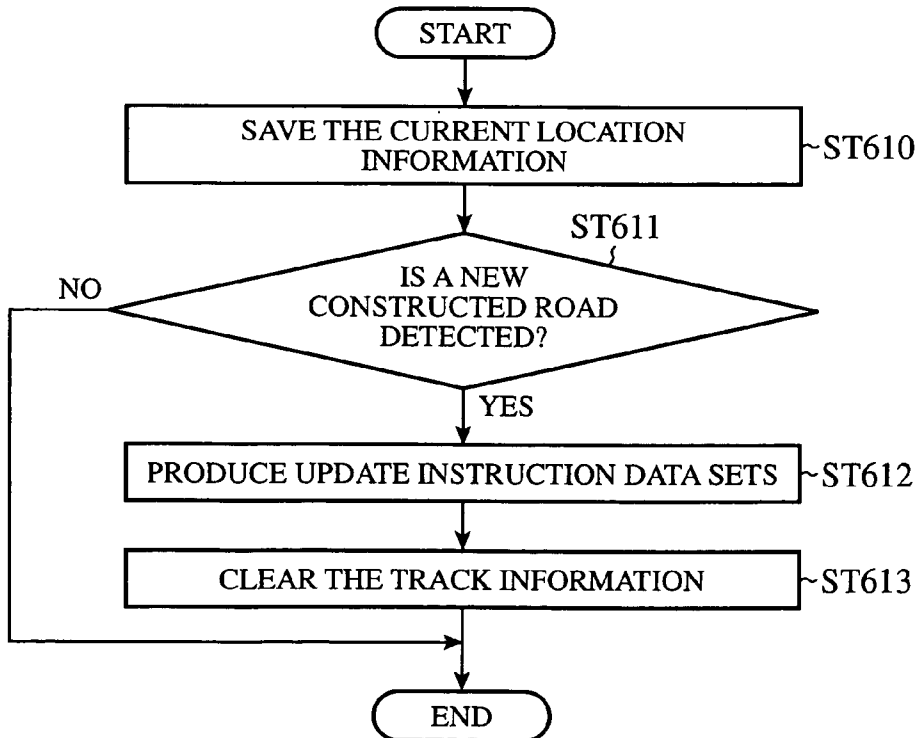 START
SAVE THE CURRENT LOCATION
INFORMATION
~ST610
ST611
IS A NEW
CONSTRUCTED ROAD
DETECTED?
NO
YES
PRODUCE UPDATE INSTRUCTION DATA SETS
~ST612
CLEAR THE TRACK INFORMATION
~ST613
END